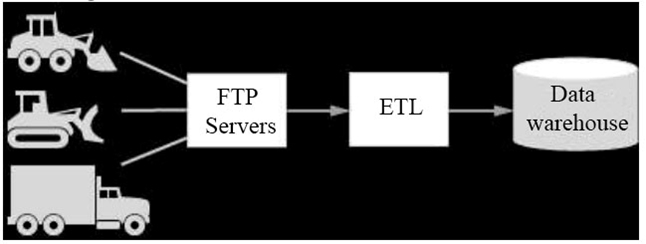 FTP
Servers
ETL
Data
warehouse